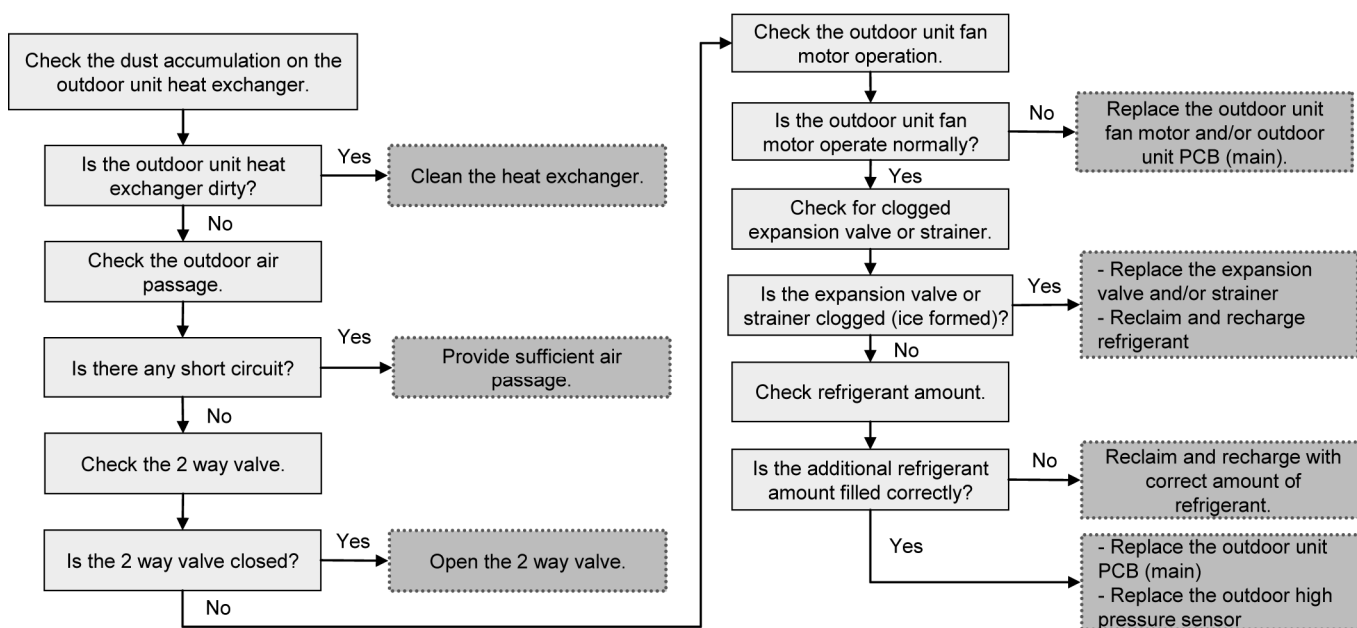 Check the dust accumulation on the
outdoor unit heat exchanger.
Is the outdoor unit heat
exchanger dirty?
Yes
Clean the heat exchanger.
No
Check the outdoor air
passage.
Is there any short circuit?
Yes
Provide sufficient air
passage.
No
Check the 2 way valve.
Is the 2 way valve closed?
Yes
Open the 2 way valve.
No
Check the outdoor unit fan
motor operation.
Is the outdoor unit fan
motor operate normally?
No
Replace the outdoor unit
fan motor and/or outdoor
unit PCB (main).
Yes
Check for clogged
expansion valve or strainer.
Is the expansion valve or
strainer clogged (ice formed)?
Yes
- Replace the expansion
valve and/or strainer
- Reclaim and recharge
refrigerant
No
Check refrigerant amount.
Is the additional refrigerant
amount filled correctly?
No
Reclaim and recharge with
correct amount of
refrigerant.
Yes
- Replace the outdoor unit
PCB (main)
- Replace the outdoor high
pressure sensor